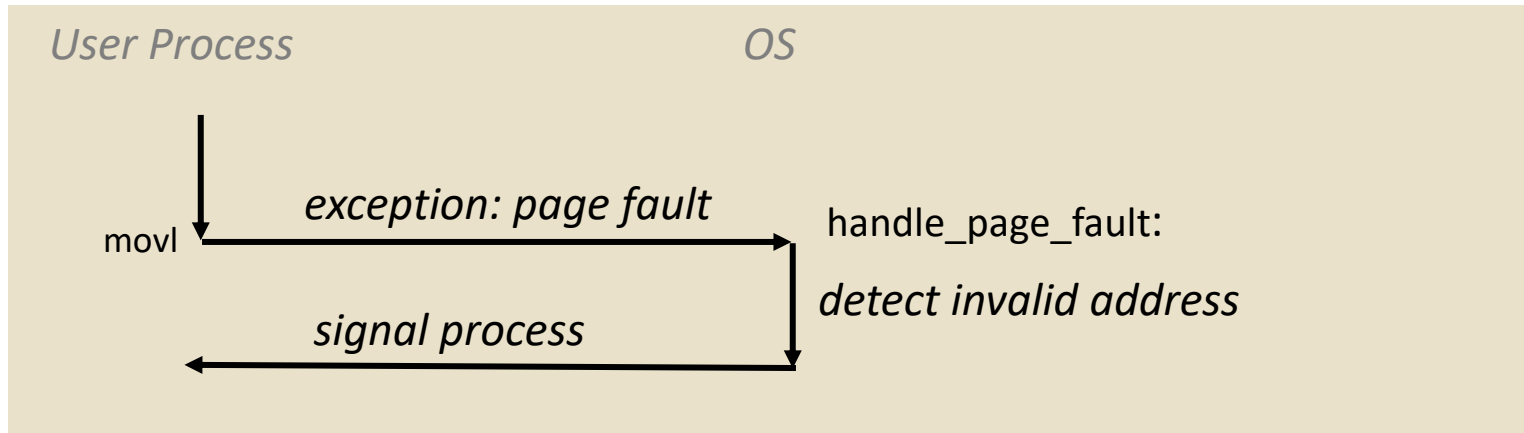 User Process
OS
exception: page fault
handle_page_fault:
movl
detect invalid address
signal process